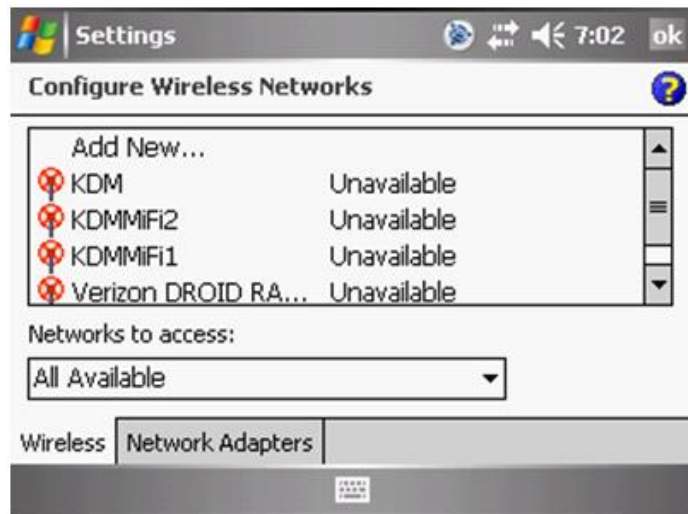 Settings 7:02 ok
Configure Wireless Networks ?
Add New...
KDM Unavailable
KDMMiFi2 Unavailable
KDMMiFi1 Unavailable
Verizon DROID RA... Unavailable
Networks to access:
All Available
Wireless Network Adapters